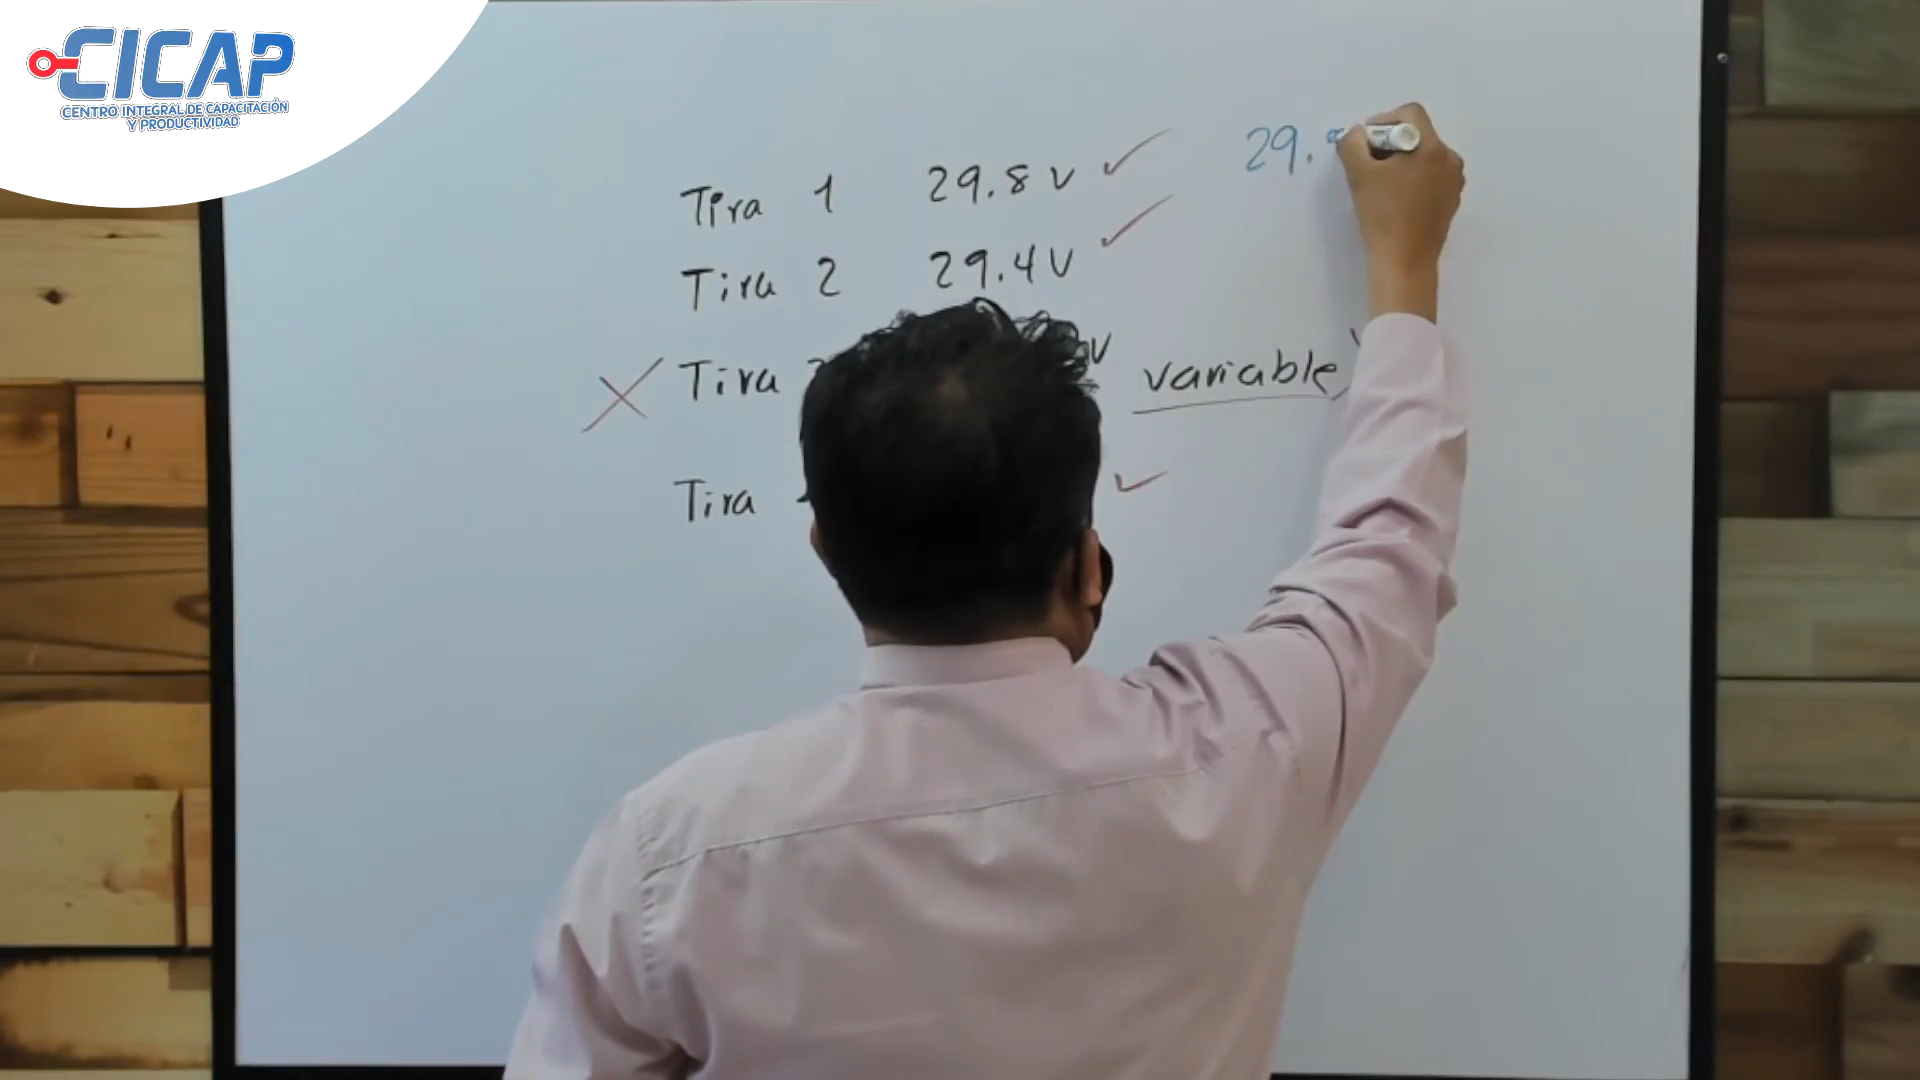 CICAP
CENTRO INTEGRAL DE CAPACITACIÓN
Y PRODUCTIVIDAD
Tira 1 29.8 v
29.
Tira 2 29.4 v
Tira v variable
Tira